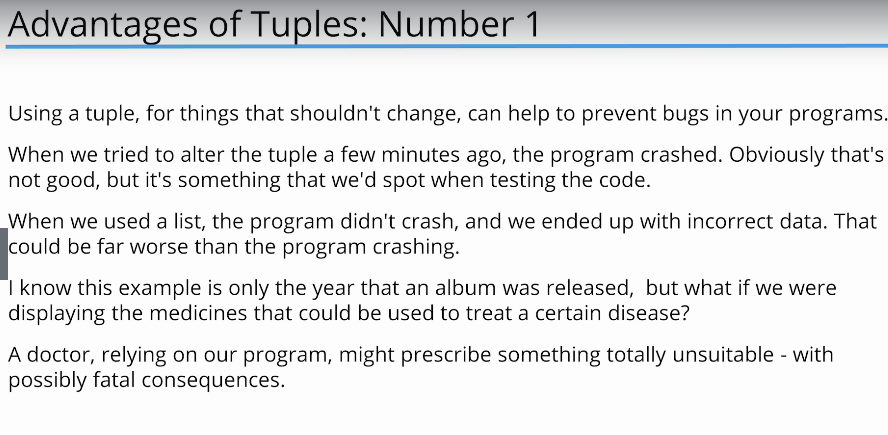 Advantages of Tuples: Number 1
Using a tuple, for things that shouldn't change, can help to prevent bugs in your programs.
When we tried to alter the tuple a few minutes ago, the program crashed. Obviously that's
not good, but it's something that we'd spot when testing the code.
When we used a list, the program didn't crash, and we ended up with incorrect data. That
could be far worse than the program crashing.
I know this example is only the year that an album was released,  but what if we were
displaying the medicines that could be used to treat a certain disease?
A doctor, relying on our program, might prescribe something totally unsuitable - with
possibly fatal consequences.